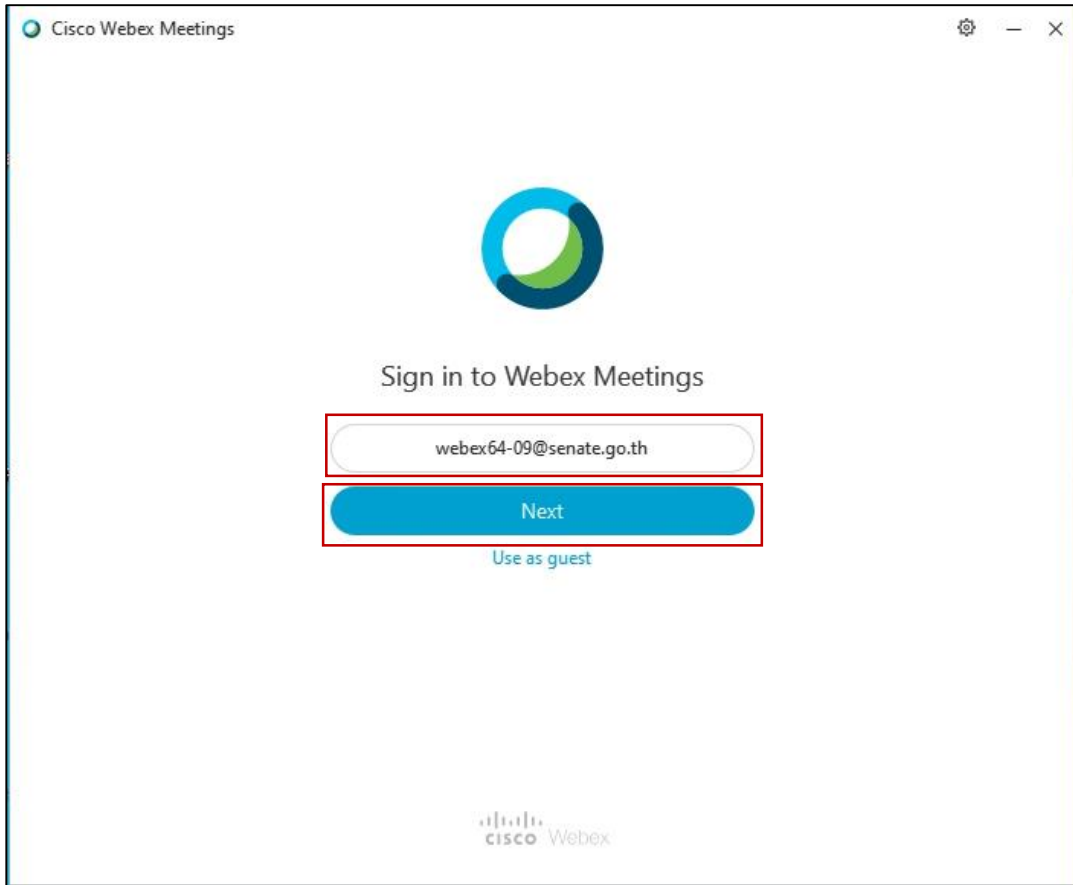 Cisco Webex Meetings
Sign in to Webex Meetings
webex64-09@senate.go.th
Next
Use as guest
cisco Webex